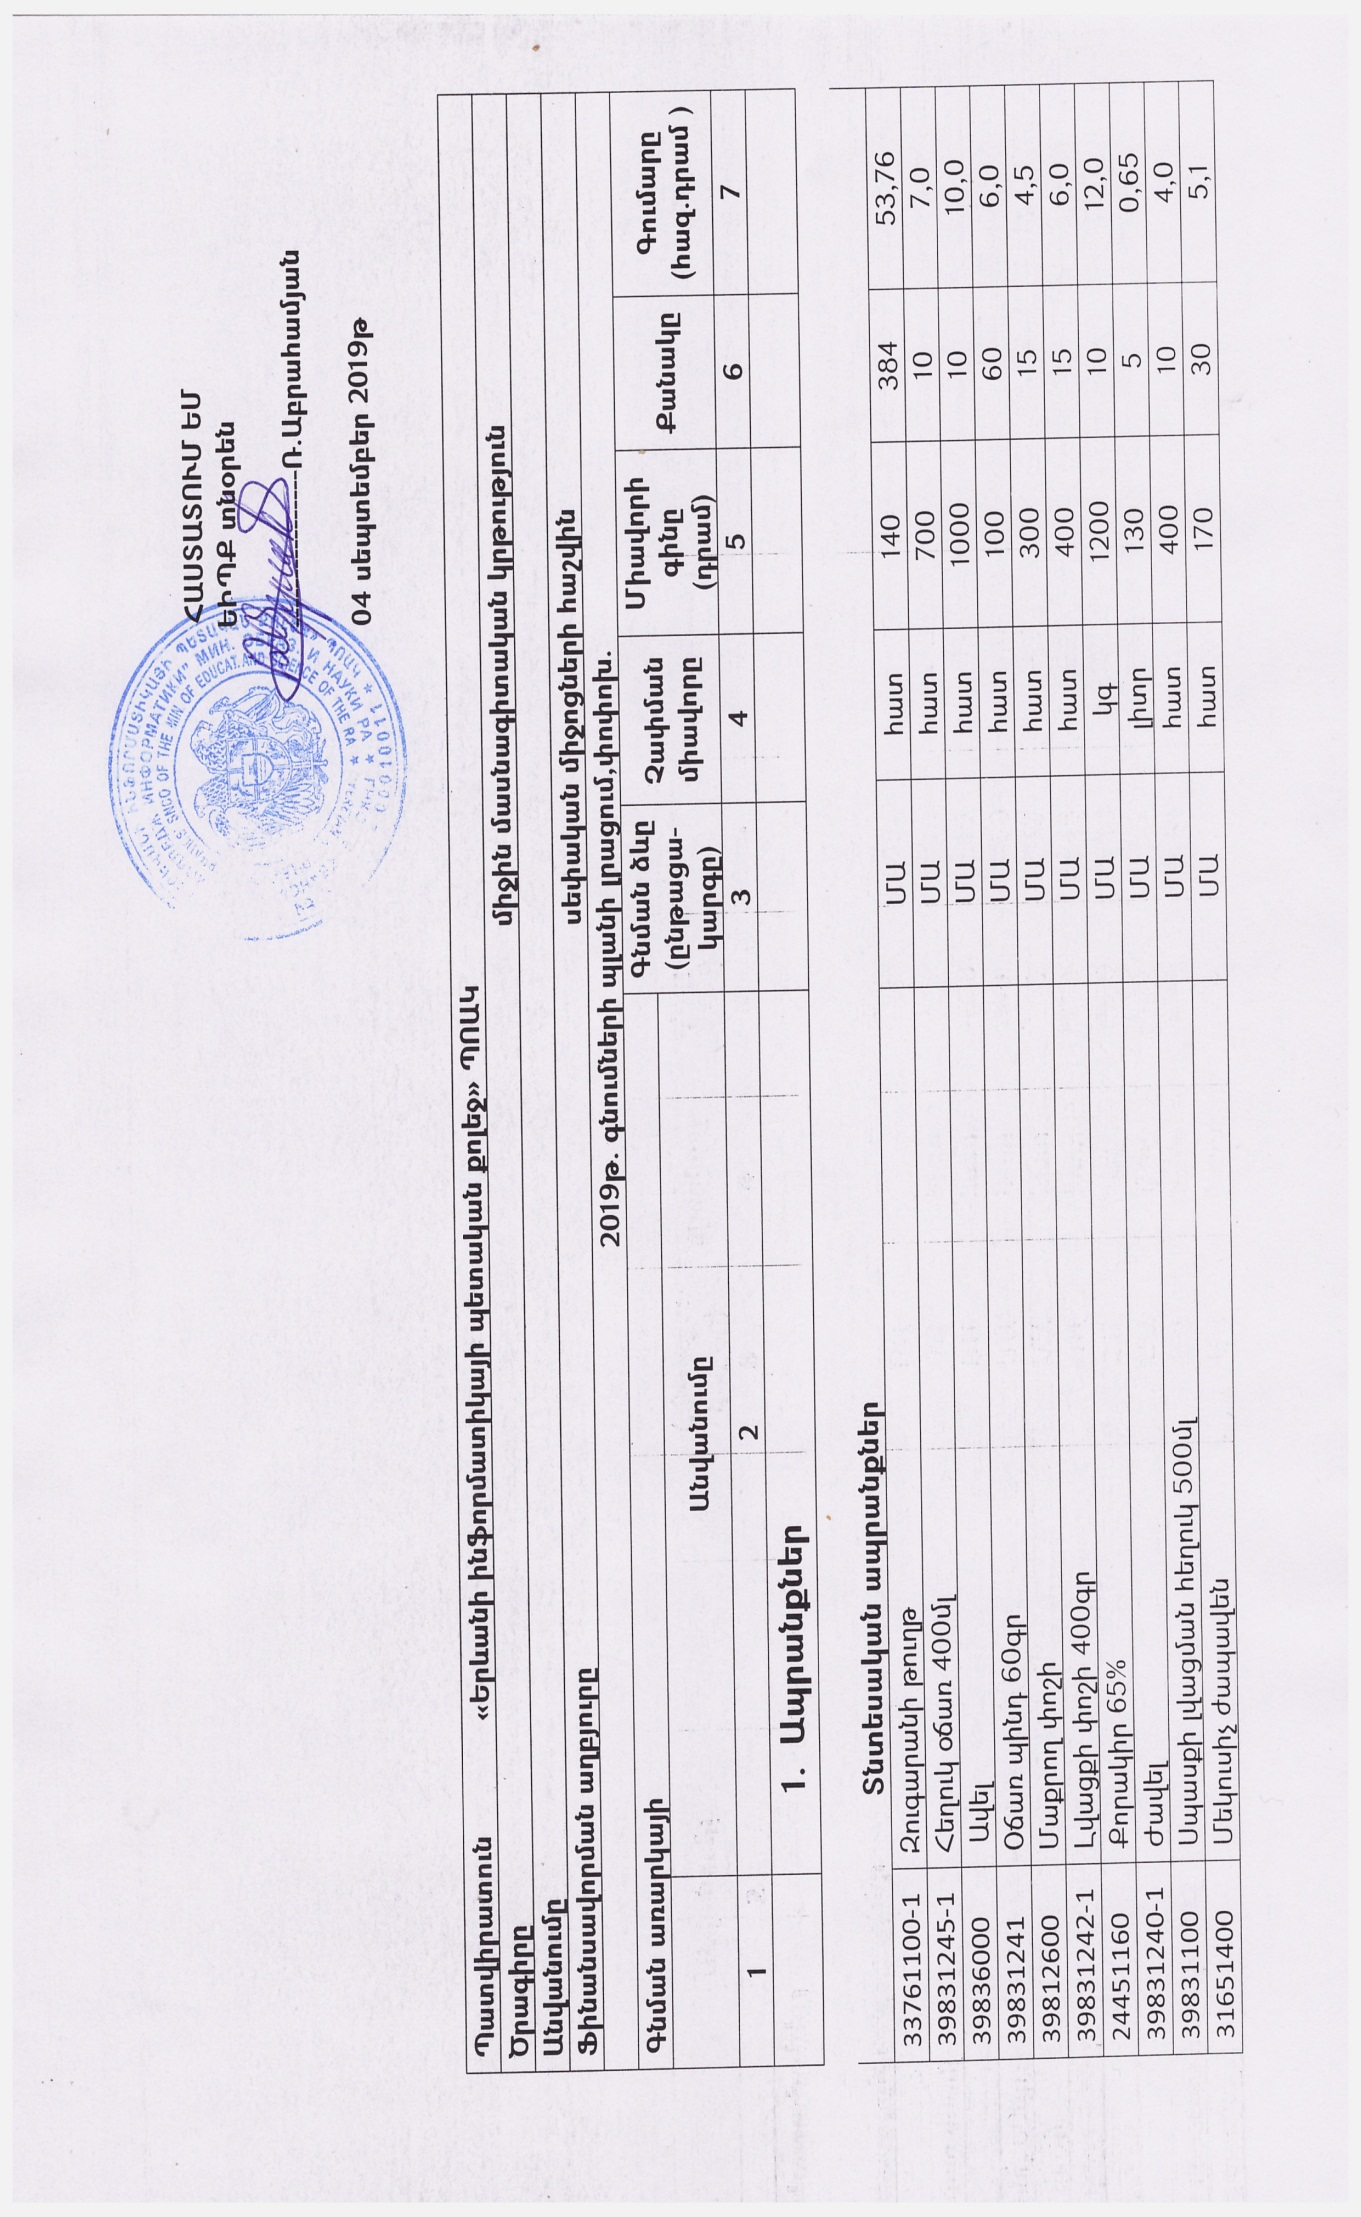 ՀԱՍՏԱՏՈՒՄ ԵՄ
ԵԻՊՔ տնօրեն
Ռ.Աբրահամյան
04 սեպտեմբեր 2019թ
Պատվիրատուն «Երևանի ինֆորմատիկայի պետական քոլեջ» ՊՈԱԿ
Ծրագիրը միջին մասնագիտական կրթություն
Անվանումը
Ֆինանսավորման աղբյուրը սեփական միջոցների հաշվին
2019թ. գնումների պլանի լրացում,փոփոխ.
Գնման առարկայի Անվանումը Գնման ձևը (ընթացա-կարգը) Չափման միավորը Միավորի գինը (դրամ) Քանակը Գումարը (հազ.դրամ )
1 2 3 4 5 6 7
1. Ապրանքներ
Տնտեսական ապրանքներ
33761100-1 Զուգարանի թուղթ ՄԱ հատ 140 384 53,76
39831245-1 Հեղուկ օճառ 400մլ ՄԱ հատ 700 10 7,0
39836000 Ավել ՄԱ հատ 1000 10 10,0
39831241 Օճառ պինդ 60գր ՄԱ հատ 100 60 6,0
39812600 Մաքրող փոշի ՄԱ հատ 300 15 4,5
39831242-1 Լվացքի փոշի 400գր ՄԱ հատ 400 15 6,0
24451160 Քորակիր 65% ՄԱ կգ 1200 10 12,0
39831240-1 Ժավել ՄԱ լիտր 130 5 0,65
39831100 Սպասքի լվացման հեղուկ 500մլ ՄԱ հատ 400 10 4,0
31651400 Մեկուսիչ ժապավեն ՄԱ հատ 170 30 5,1